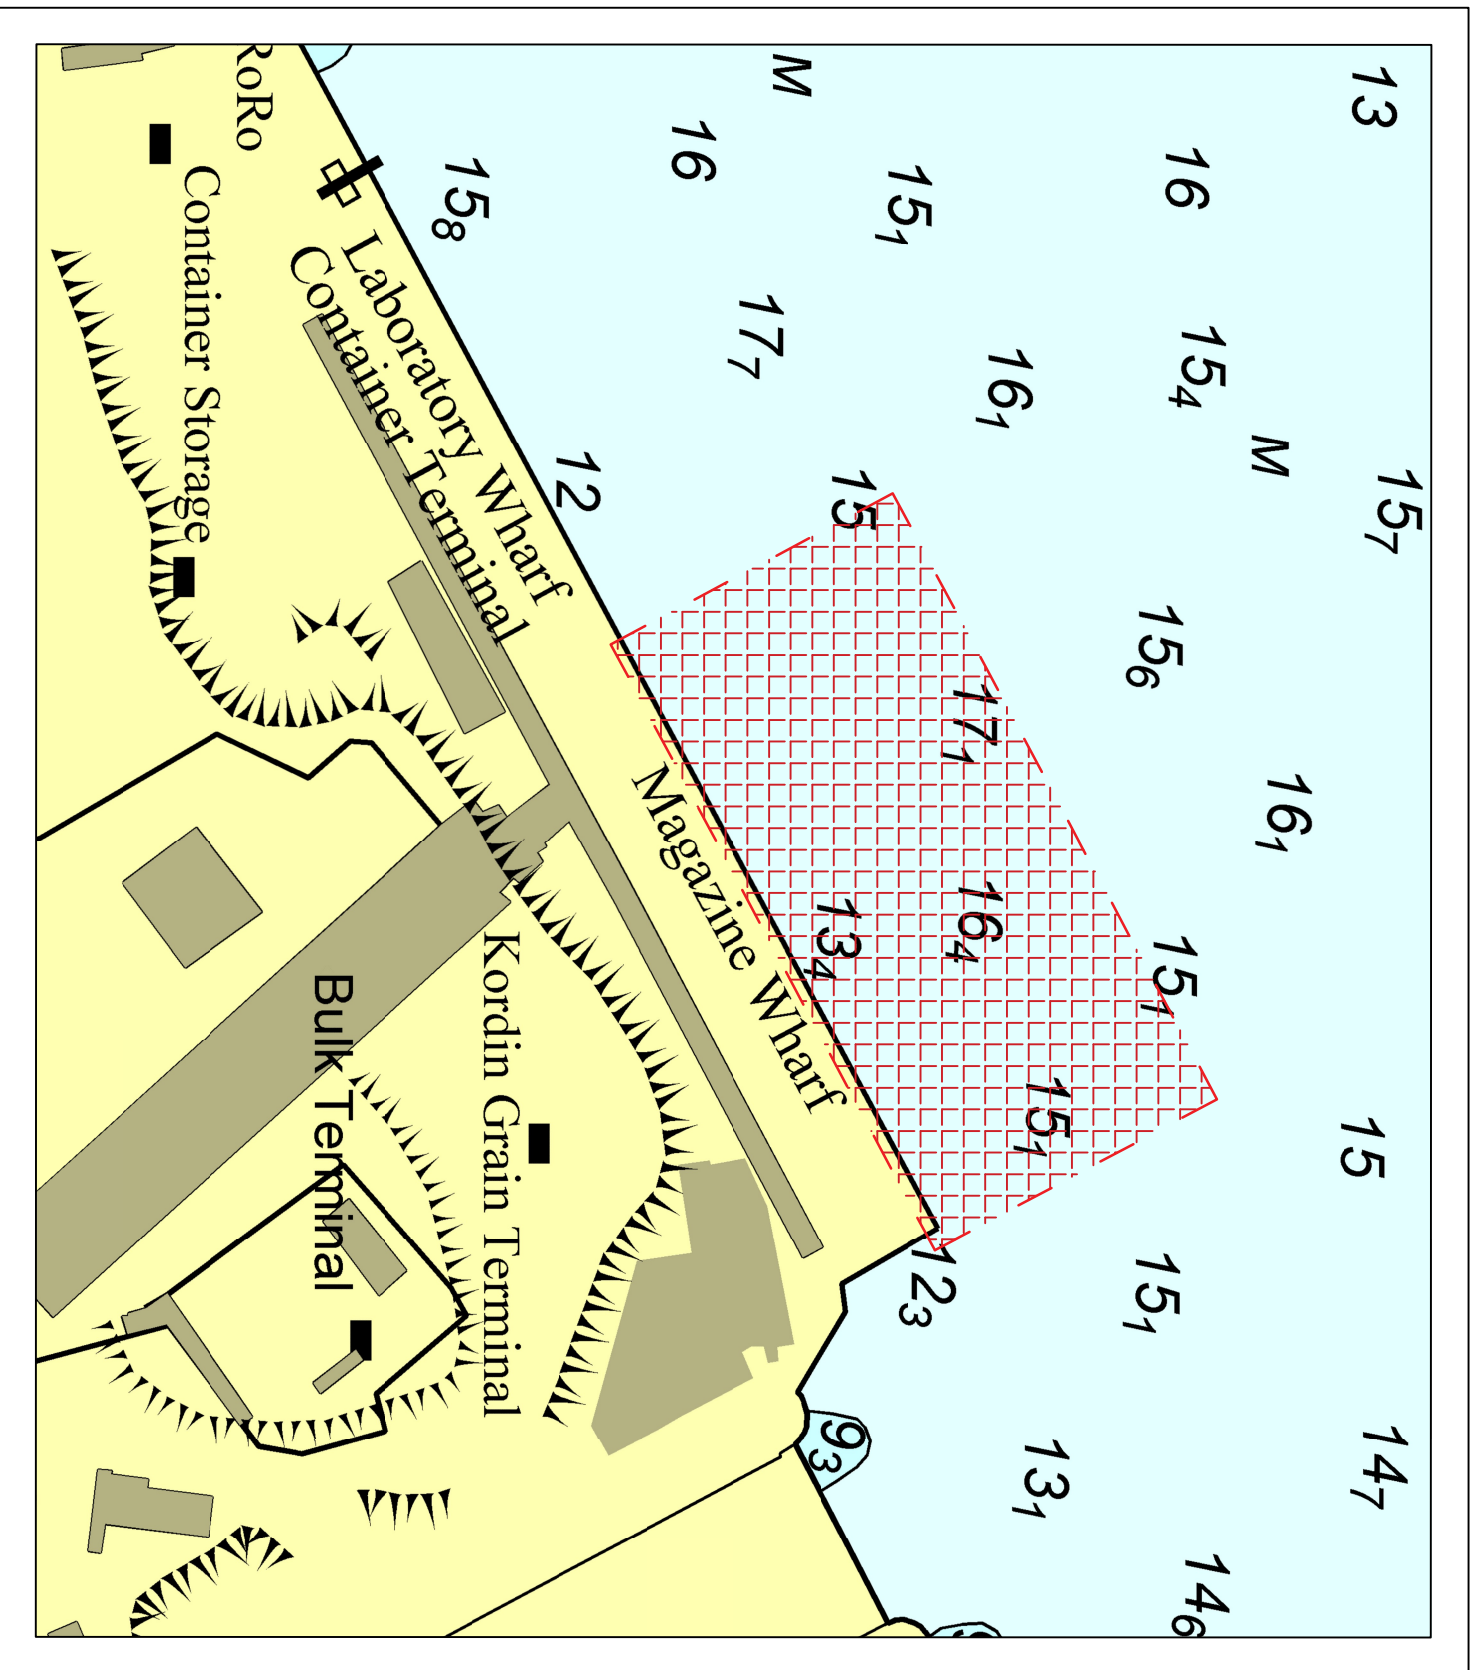 13
15₇
15
14₇
M
16₁
16
15₄
15₆
15₁
15₁
14₆
16₁
17₁
16₄
15₁
13₁
15₁
15
13₄
12₃
9₃
M
17₇
16
12
15₈
Magazine Wharf
Laboratory Wharf
Container Terminal
Kordin Grain Terminal
Bulk Terminal
RoRo
Container Storage